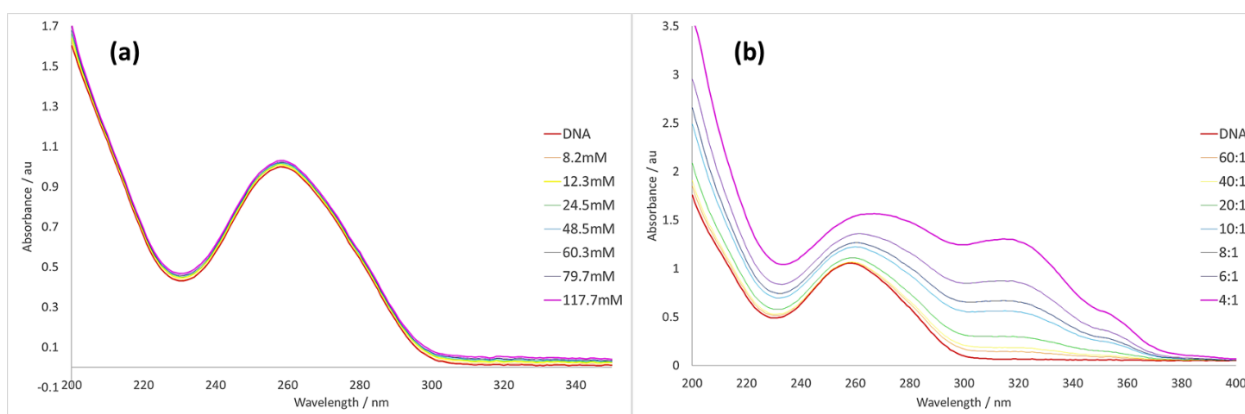 (a)
1.7
1.5
1.3
1.1
0.9
0.7
0.5
0.3
0.1
-0.1
Absorbance / au
200
220
240
260
280
300
320
340
Wavelength / nm
DNA
8.2mM
12.3mM
24.5mM
48.5mM
60.3mM
79.7mM
117.7mM
(b)
3.5
3
2.5
2
1.5
1
0.5
0
Absorbance / au
200
220
240
260
280
300
320
340
360
380
400
Wavelength / nm
DNA
60:1
40:1
20:1
10:1
8:1
6:1
4:1